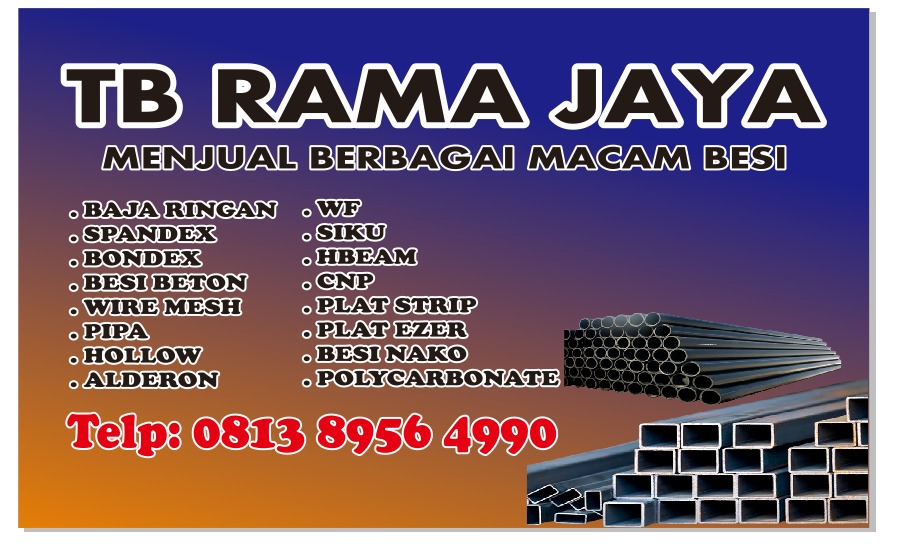 TB RAMA JAYA
MENJUAL BERBAGAI MACAM BESI
. BAJA RINGAN
. SPANDEX
. BONDEX
. BESI BETON
. WIRE MESH
. PIPA
. HOLLOW
. ALDERON
. WF
. SIKU
. HBEAM
. CNP
. PLAT STRIP
. PLAT EZER
. BESI NAKO
. POLYCARBONATE
Telp: 0813 8956 4990